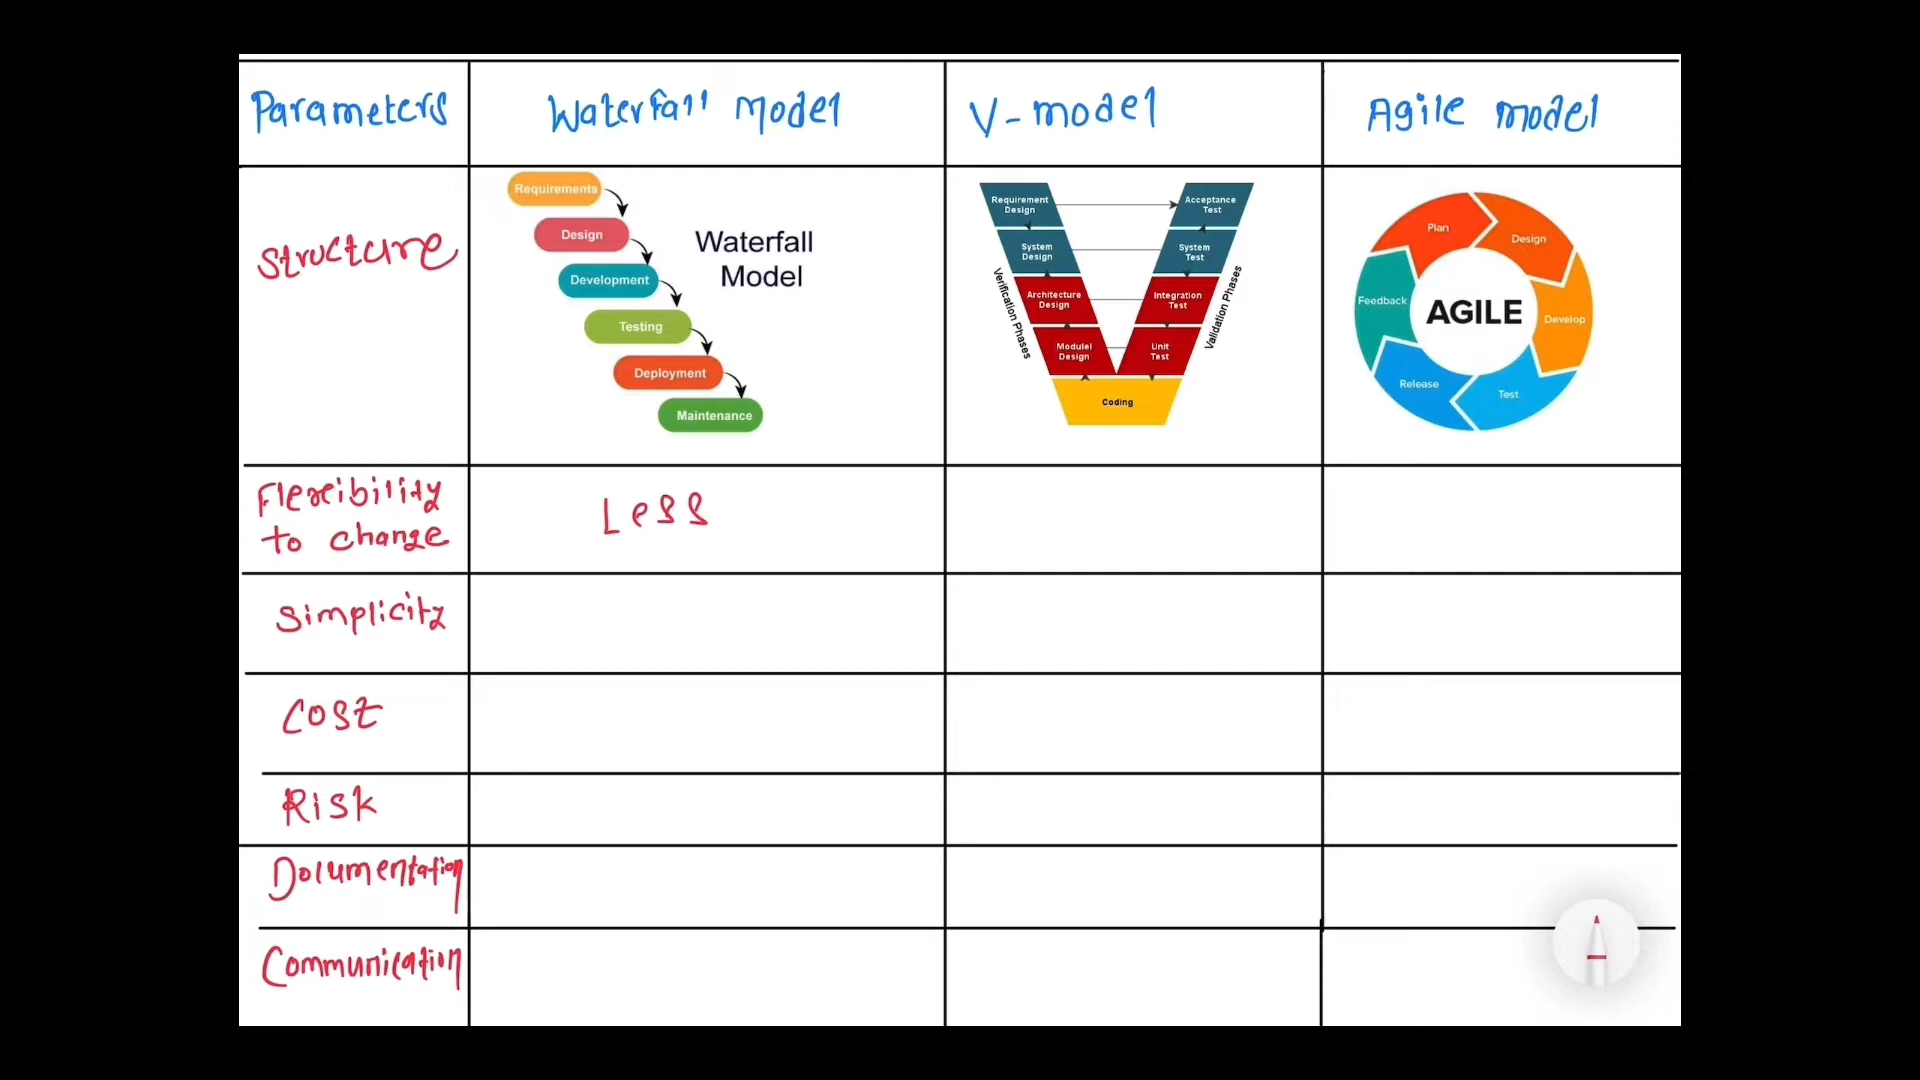 Parameters
Waterfall Model
V-model
Agile model
Structure
Requirements
Design
Development
Testing
Deployment
Maintenance
Waterfall
Model
Requirement
Design
System
Design
Architecture
Design
Modulel
Design
Coding
Acceptance
Test
System
Test
Integration
Test
Unit
Test
Verification Phases
Validation Phases
Plan
Design
Develop
Test
Release
Feedback
AGILE
Flexibility
to change
Less
Simplicity
Cost
Risk
Documentation
Communication